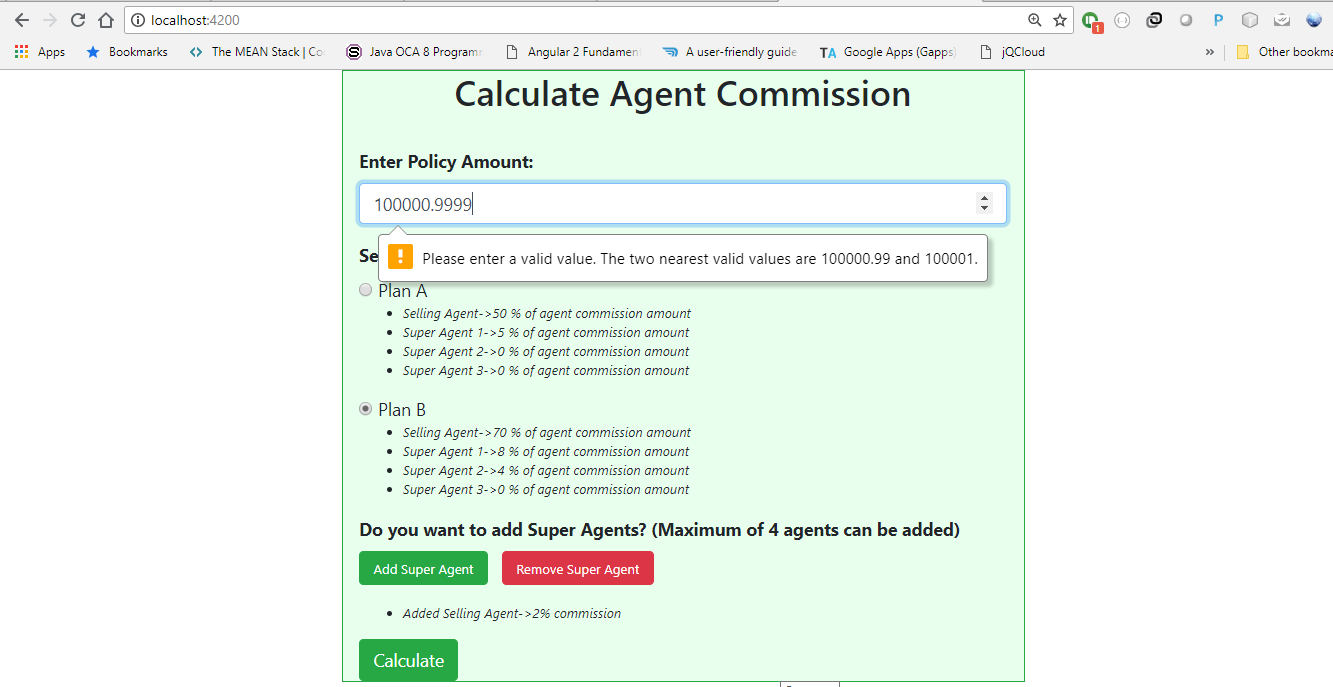 localhost:4200
1
Apps Bookmarks The MEAN Stack | Co Java OCA 8 Program Angular 2 Fundamen A user-friendly guide TA Google Apps (Gapps) jQCloud » Other bookma
Calculate Agent Commission
Enter Policy Amount:
100000.9999
Se
! Please enter a valid value. The two nearest valid values are 100000.99 and 100001.
Plan A
• Selling Agent->50 % of agent commission amount
• Super Agent 1->5 % of agent commission amount
• Super Agent 2->0 % of agent commission amount
• Super Agent 3->0 % of agent commission amount
Plan B
• Selling Agent->70 % of agent commission amount
• Super Agent 1->8 % of agent commission amount
• Super Agent 2->4 % of agent commission amount
• Super Agent 3->0 % of agent commission amount
Do you want to add Super Agents? (Maximum of 4 agents can be added)
Add Super Agent Remove Super Agent
• Added Selling Agent->2% commission
Calculate